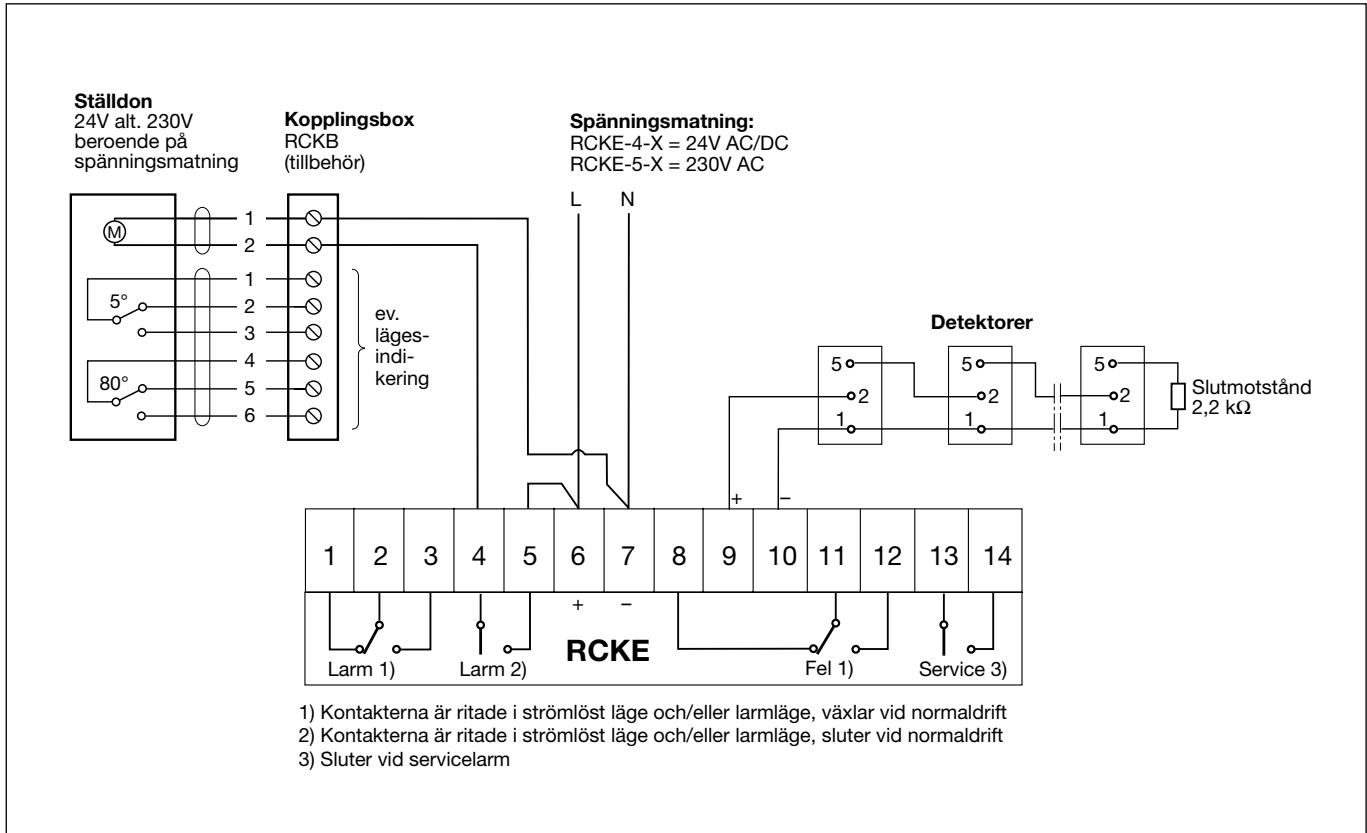 Ställdon
24V alt. 230V
beroende på
spänningsmatning
Kopplingsbox
RCKB
(tillbehör)
Spänningsmatning:
RCKE-4-X = 24V AC/DC
RCKE-5-X = 230V AC
L N
M
1
2
1
2
3
4
5
6
5°
80°
ev.
läges-
indi-
kering
Detektorer
5 5 5
2 2 2
1 1 1
Slutmotstånd
2,2 kΩ
+ −
1 2 3 4 5 6 7 8 9 10 11 12 13 14
+ −
RCKE
Larm 1) Larm 2) Fel 1) Service 3)
1) Kontakterna är ritade i strömlöst läge och/eller larmläge, växlar vid normaldrift
2) Kontakterna är ritade i strömlöst läge och/eller larmläge, sluter vid normaldrift
3) Sluter vid servicelarm